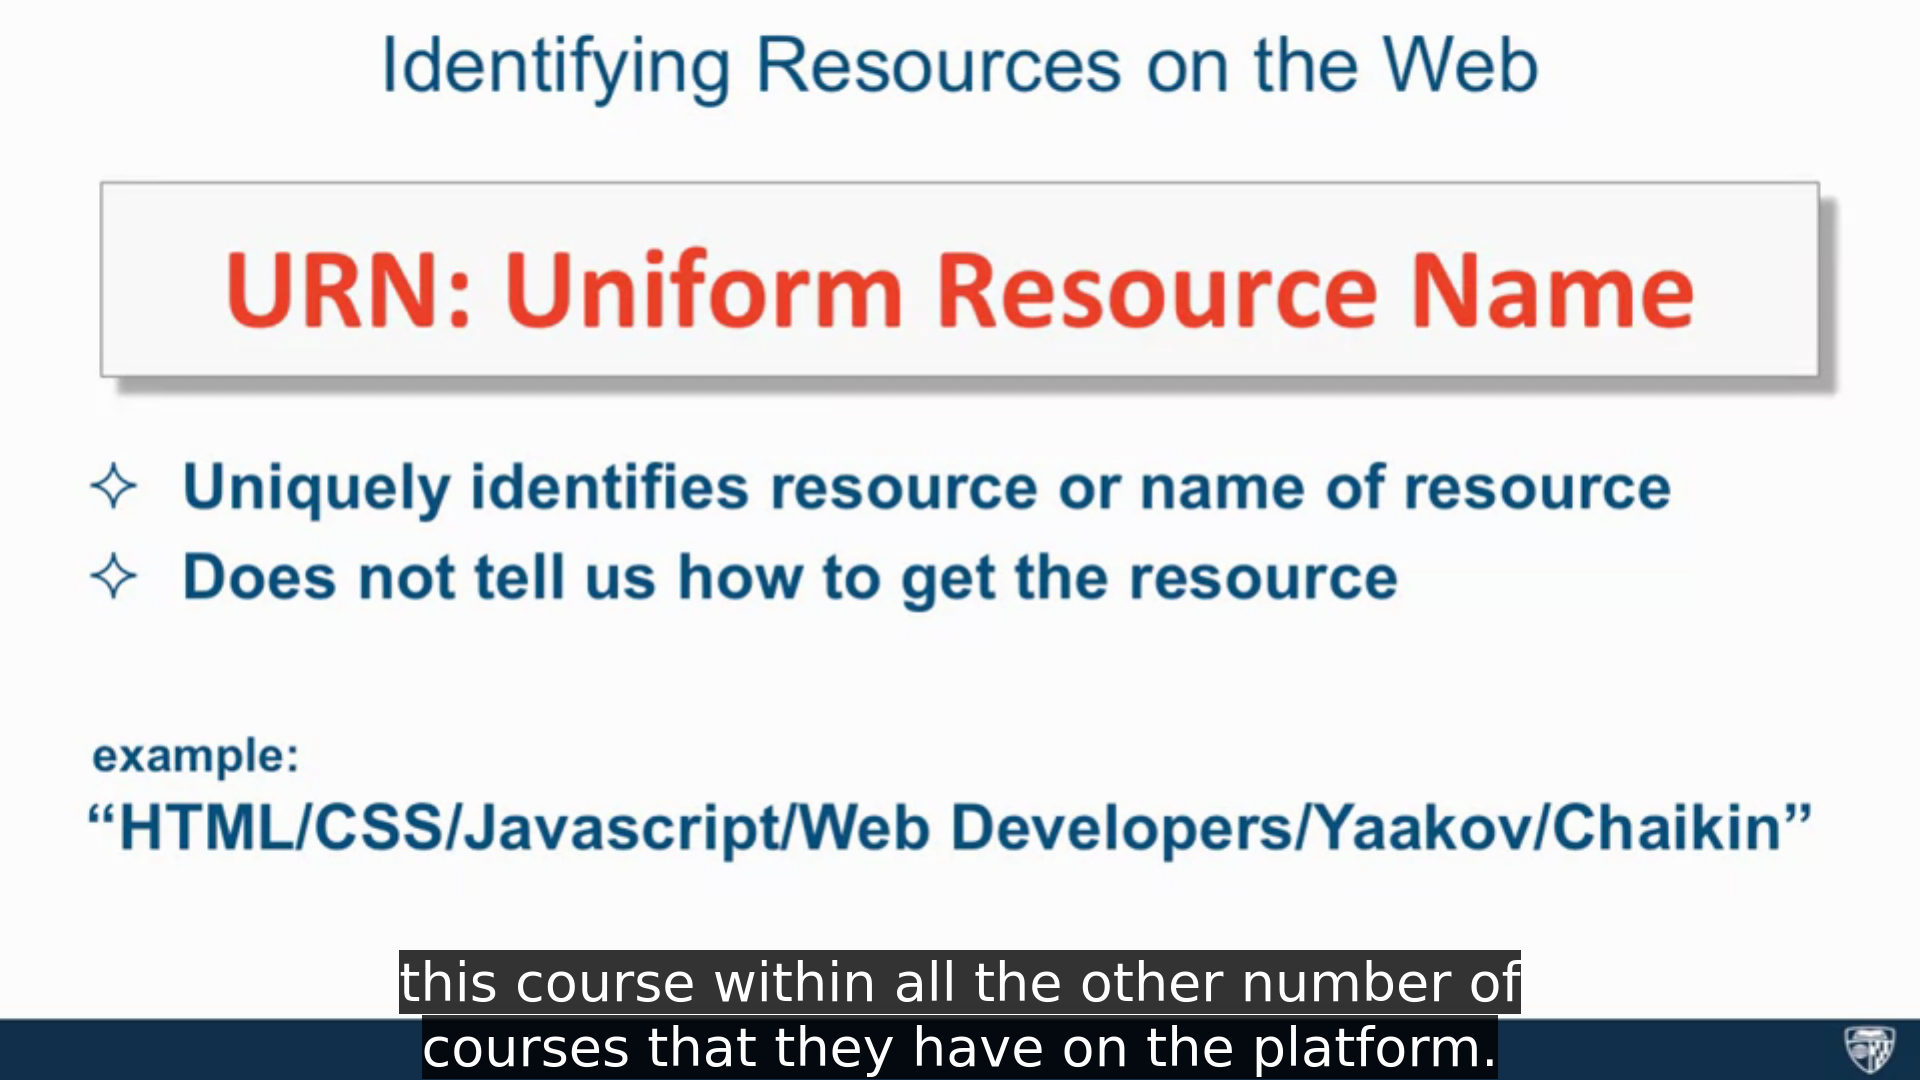 Identifying Resources on the Web
URN: Uniform Resource Name
Uniquely identifies resource or name of resource
Does not tell us how to get the resource
example:
“HTML/CSS/Javascript/Web Developers/Yaakov/Chaikin”
this course within all the other number of
courses that they have on the platform.